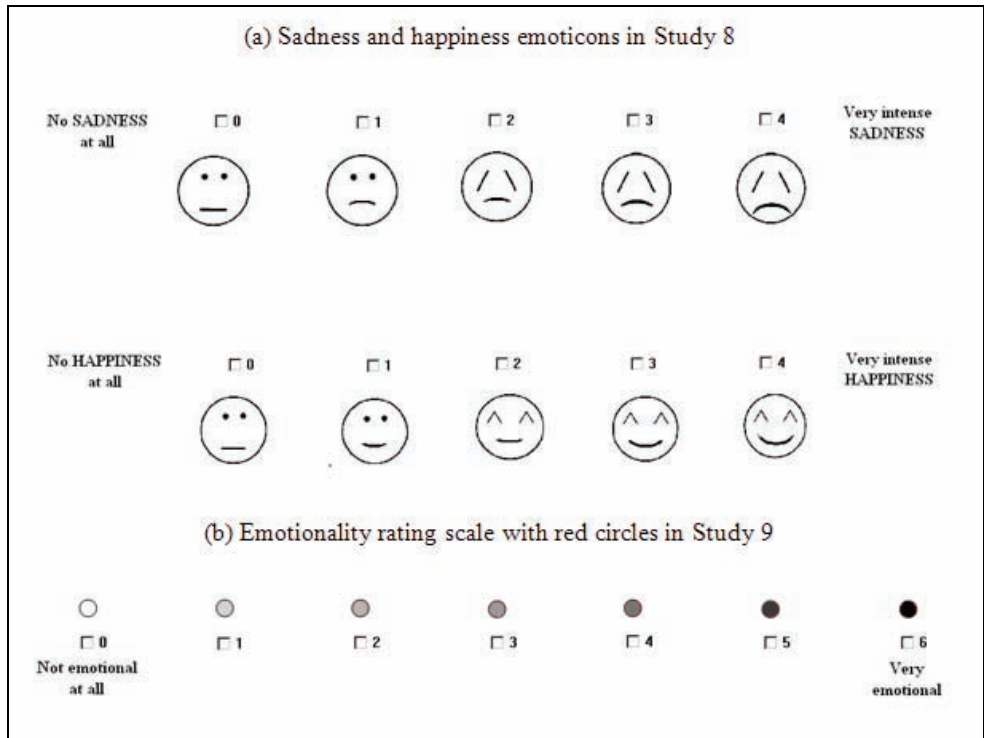 (a) Sadness and happiness emoticons in Study 8
No SADNESS
at all
0
1
2
3
4
Very intense
SADNESS
No HAPPINESS
at all
0
1
2
3
4
Very intense
HAPPINESS
(b) Emotionality rating scale with red circles in Study 9
0
1
2
3
4
5
6
Not emotional
at all
Very
emotional